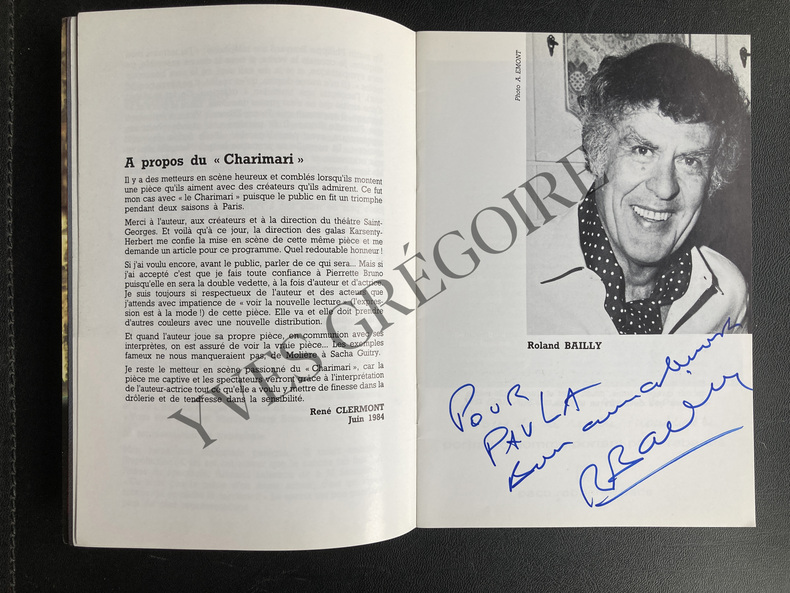 A propos du « Charimari »
Il y a des metteurs en scène heureux et comblés lorsqu'ils montent
une pièce qu'ils aiment avec des créateurs qu'ils admirent. Ce fut
mon cas avec « le Charimari » puisque le public en fit un triomphe
pendant deux saisons à Paris.
Merci à l'auteur, aux créateurs et à la direction du théâtre Saint-
Georges. Et voilà qu'à ce jour, la direction des galas Karsenty-
Herbert me confie la mise en scène de cette même pièce et me
demande un article pour ce programme. Quel redoutable honneur !
Si j'ai voulu encore, avant le public, parler de ce qui sera... Mais si
j'ai accepté c'est que je fais toute confiance à Pierrette Bruno
puisqu'elle en sera la double vedette, à la fois d'auteur et d'actrice.
Je suis toujours si respectueux de l'auteur et des acteurs que
j'attends avec impatience de « voir la nouvelle lecture » (l'expres-
sion est à la mode !) de cette pièce. Elle va et elle doit prendre
d'autres couleurs avec une nouvelle distribution.
Et quand l'auteur joue sa propre pièce, en communion avec ses
interprètes, on est assuré de voir la vraie pièce... Les exemples
fameux ne nous manqueraient pas, de Molière à Sacha Guitry.
Je reste le metteur en scène passionné du « Charimari », car la
pièce me captive et les spectateurs verront grâce à l'interprétation
de l'auteur-actrice tout ce qu'elle a voulu y mettre de finesse dans la
drôlerie et de tendresse dans la sensibilité.
René CLERMONT
Juin 1984
Photo A. EMONT
Roland BAILLY
POUR
PAULA
RBailly
YVES GRÉGOIRE